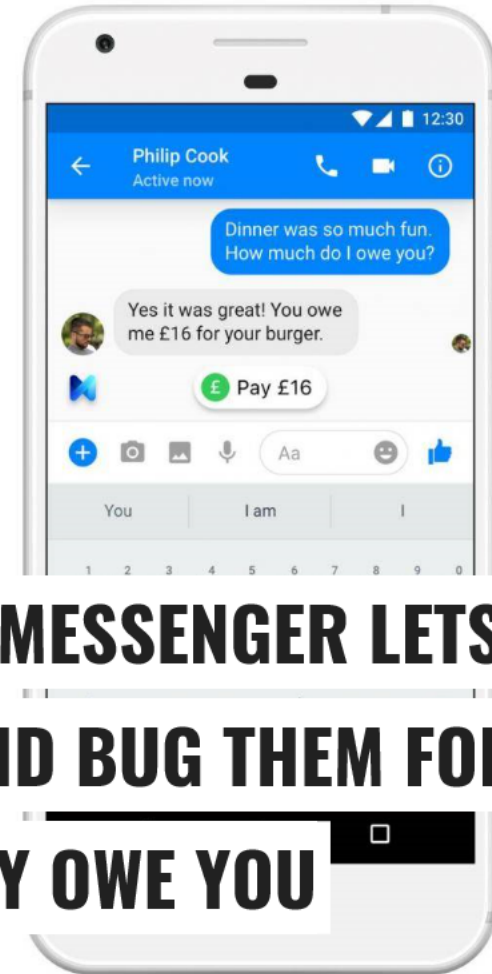 12:30
Philip Cook
Active now
Dinner was so much fun.
How much do I owe you?
Yes it was great! You owe
me £16 for your burger.
£ Pay £16
Aa
You I am I
1 2 3 4 5 6 7 8 9 0
MESSENGER LETS
BUG THEM
OWE YOU